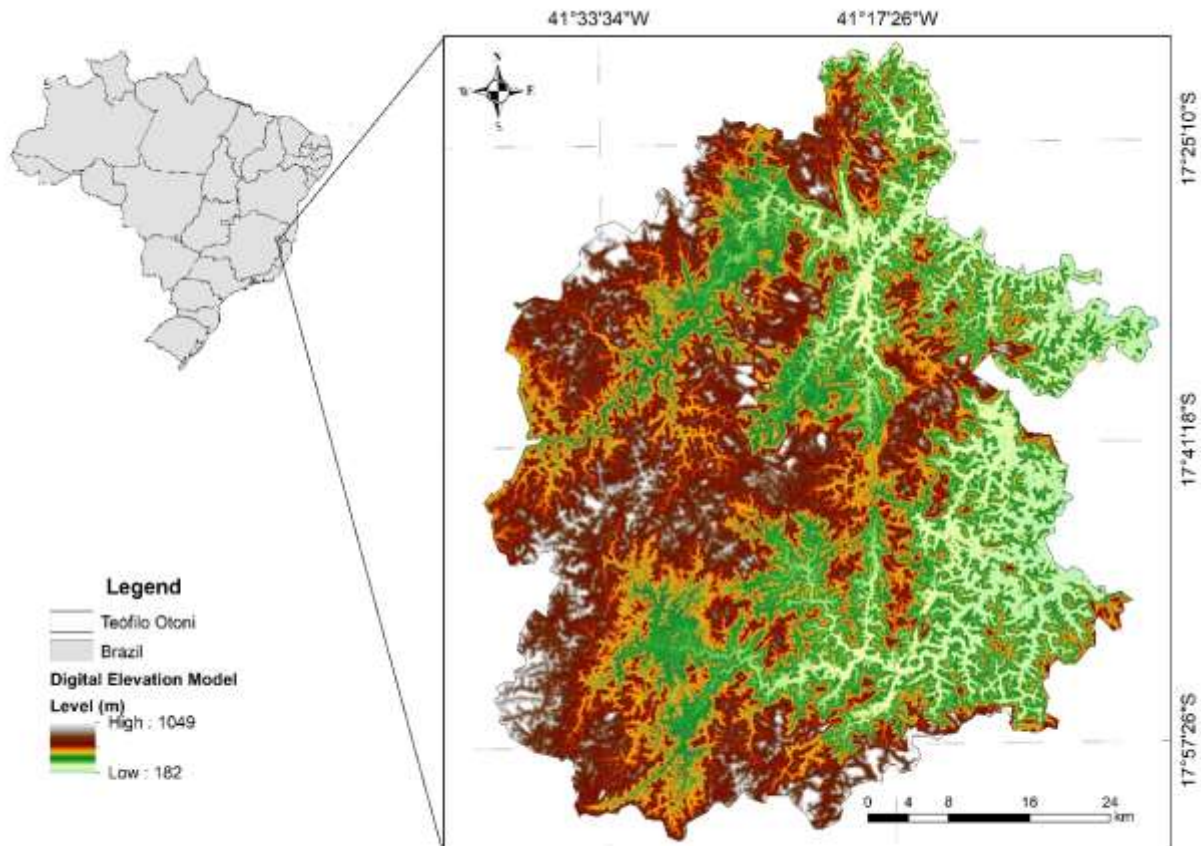 41°33'34"W 41°17'26"W
N
E
S
17°25'10"S
17°41'18"S
17°57'26"S
Legend
Teófilo Otoni
Brazil
Digital Elevation Model
Level (m)
High : 1049
Low : 182
0 4 8 16 24
km